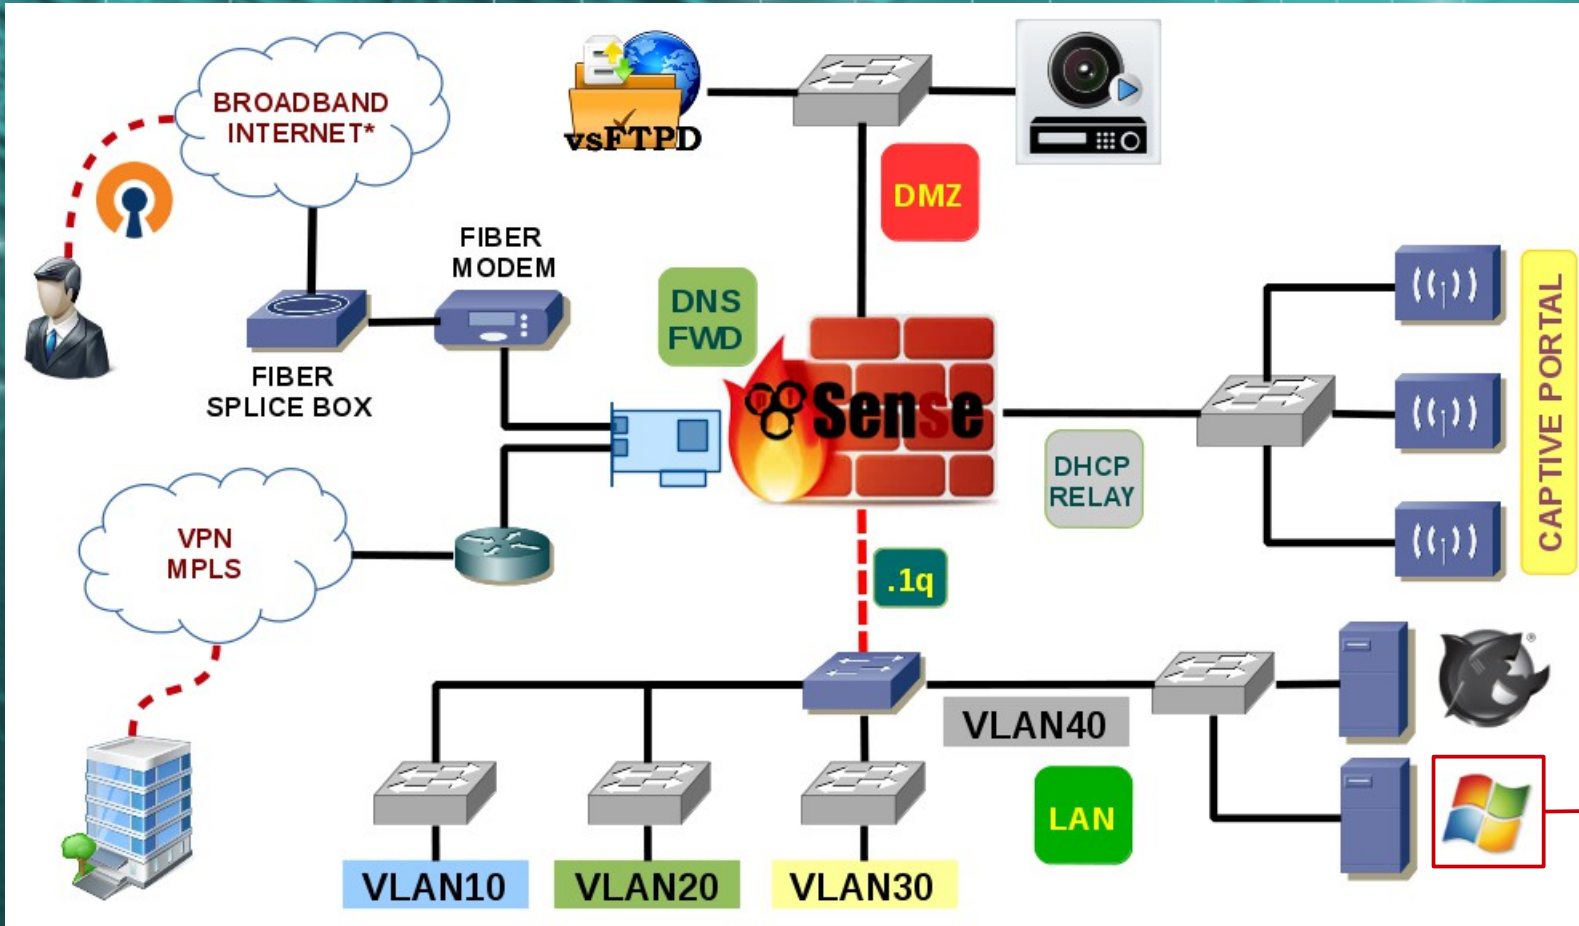 BROADBAND
INTERNET*
vsFTPD
DMZ
FIBER
MODEM
DNS
FWD
FIBER
SPLICE BOX
pf
Sense
DHCP
RELAY
CAPTIVE PORTAL
VPN
MPLS
.1q
®
VLAN40
LAN
VLAN10
VLAN20
VLAN30